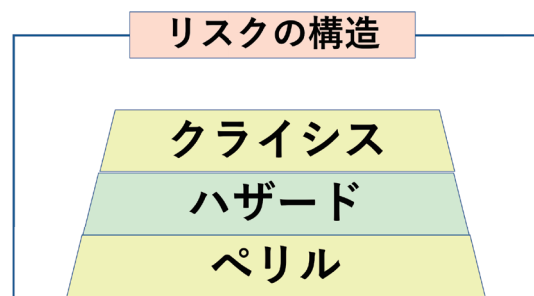 リスクの構造
クライシス
ハザード
ペリル